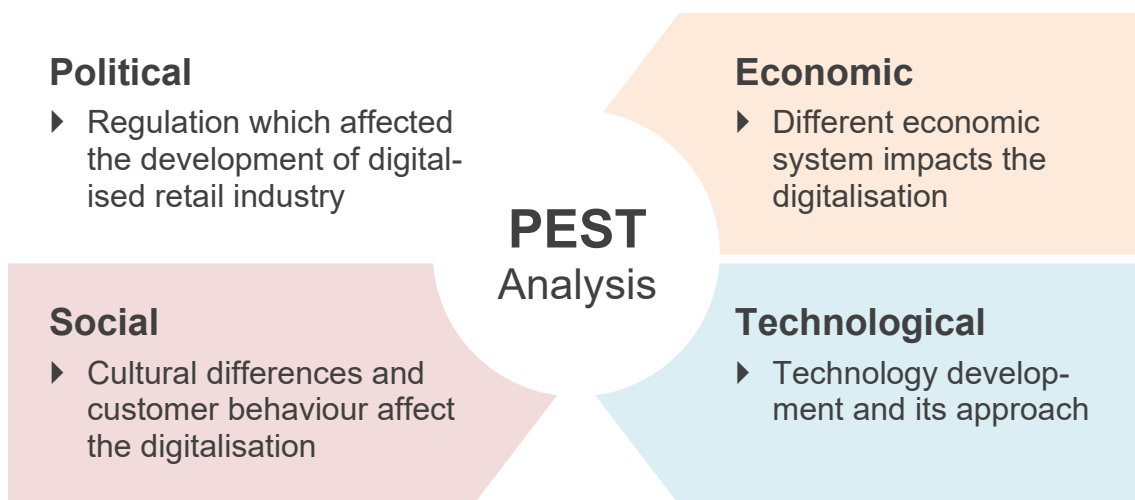 Political
Regulation which affected
the development of digital-
ised retail industry
Economic
Different economic
system impacts the
digitalisation
PEST
Analysis
Social
Cultural differences and
customer behaviour affect
the digitalisation
Technological
Technology develop-
ment and its approach